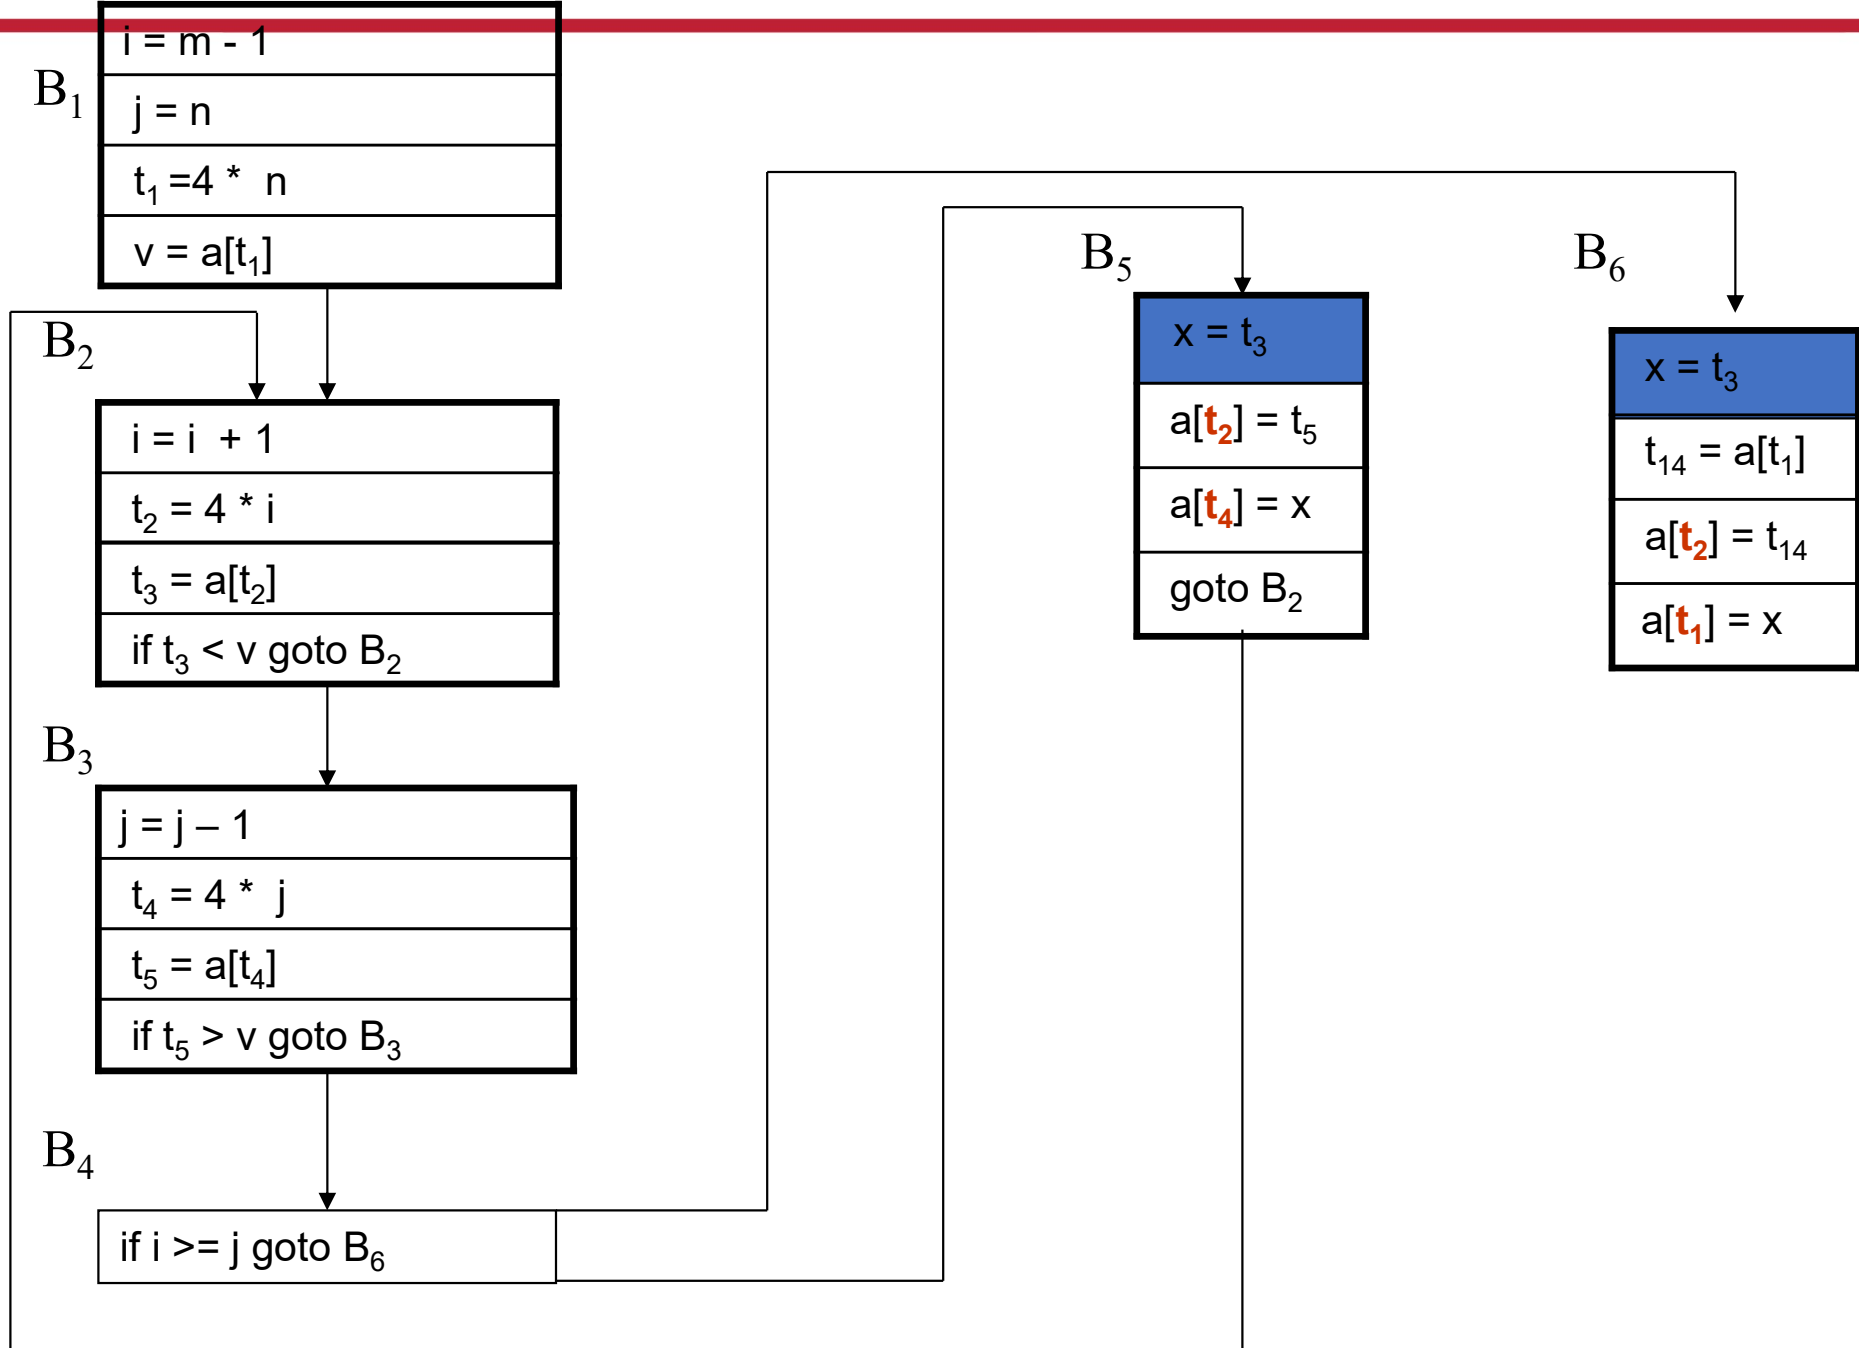 B₁
i = m - 1
j = n
t₁ =4 * n
v = a[t₁]
B₂
i = i + 1
t₂ = 4 * i
t₃ = a[t₂]
if t₃ < v goto B₂
B₃
j = j – 1
t₄ = 4 * j
t₅ = a[t₄]
if t₅ > v goto B₃
B₄
if i >= j goto B₆
B₅
x = t₃
a[t₂] = t₅
a[t₄] = x
goto B₂
B₆
x = t₃
t₁₄ = a[t₁]
a[t₂] = t₁₄
a[t₁] = x